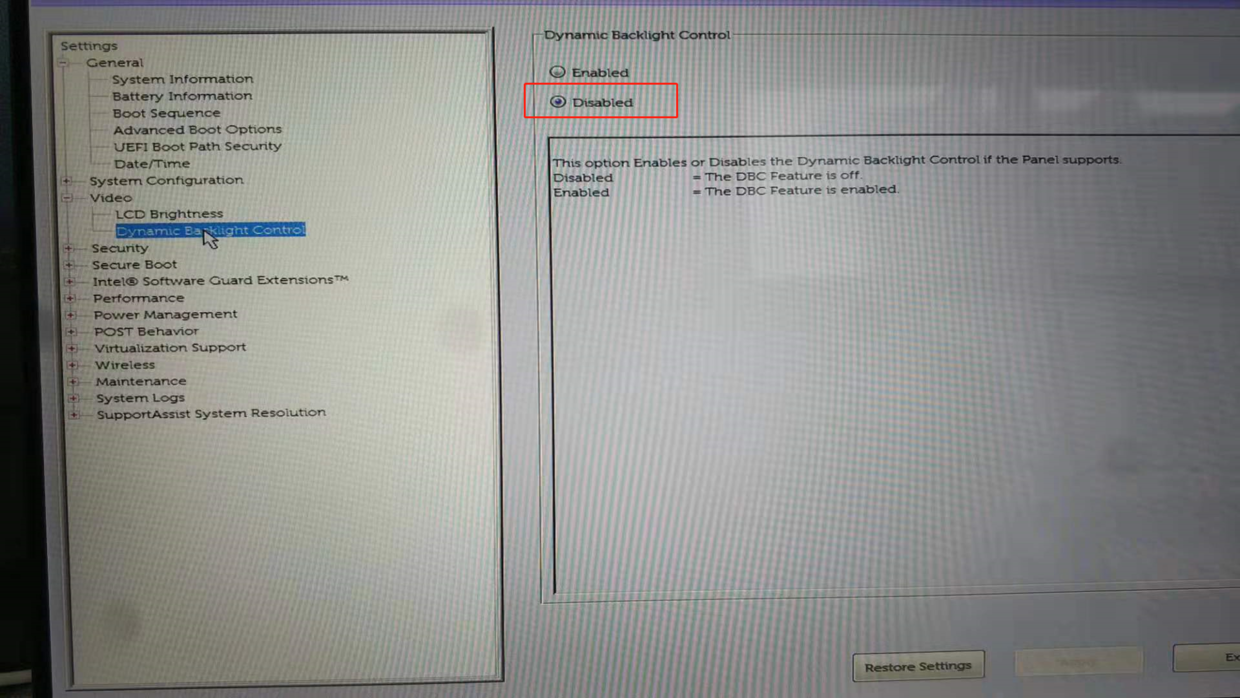 Settings
General
System Information
Battery Information
Boot Sequence
Advanced Boot Options
UEFI Boot Path Security
Date/Time
System Configuration
Video
LCD Brightness
Dynamic Backlight Control
Security
Secure Boot
Intel® Software Guard Extensions™
Performance
Power Management
POST Behavior
Virtualization Support
Wireless
Maintenance
System Logs
SupportAssist System Resolution
Dynamic Backlight Control
Enabled
Disabled
This option Enables or Disables the Dynamic Backlight Control if the Panel supports.
Disabled = The DBC Feature is off.
Enabled = The DBC Feature is enabled.
Restore Settings